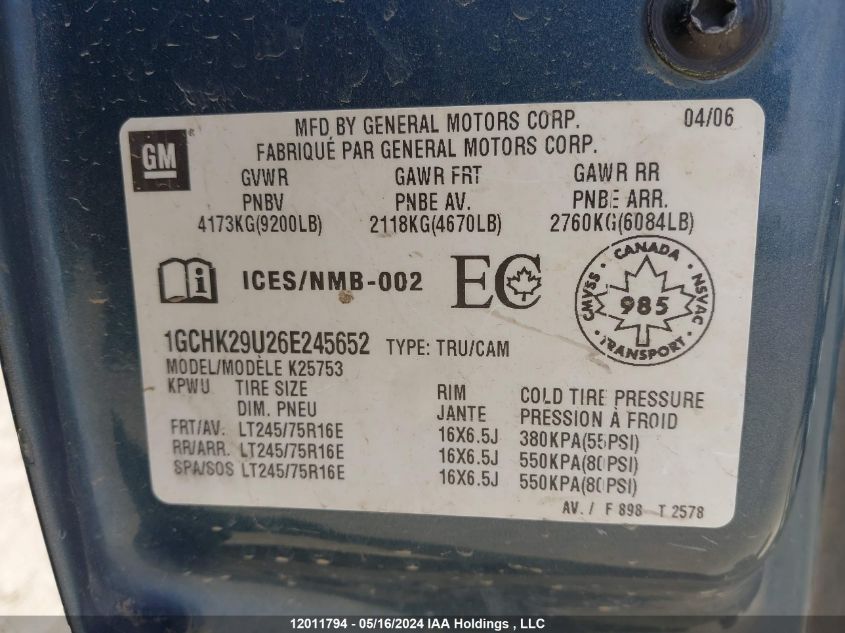 MFD BY GENERAL MOTORS CORP. 04/06
FABRIQUÉ PAR GENERAL MOTORS CORP.
GM
GVWR GAWR FRT GAWR RR
PNBV PNBE AV. PNBE ARR.
4173KG(9200LB) 2118KG(4670LB) 2760KG(6084LB)
i ICES/NMB-002 EC
CANADA
CMVSS 985 NSVAC
TRANSPORT
1GCHK29U26E245652 TYPE: TRU/CAM
MODEL/MODÈLE K25753
KPWU TIRE SIZE RIM COLD TIRE PRESSURE
DIM. PNEU JANTE PRESSION À FROID
FRT/AV. LT245/75R16E 16X6.5J 380KPA(55PSI)
RR/ARR. LT245/75R16E 16X6.5J 550KPA(80PSI)
SPA/SOS LT245/75R16E 16X6.5J 550KPA(80PSI)
AV. / F 898 T 2578
12011794 - 05/16/2024 IAA Holdings , LLC